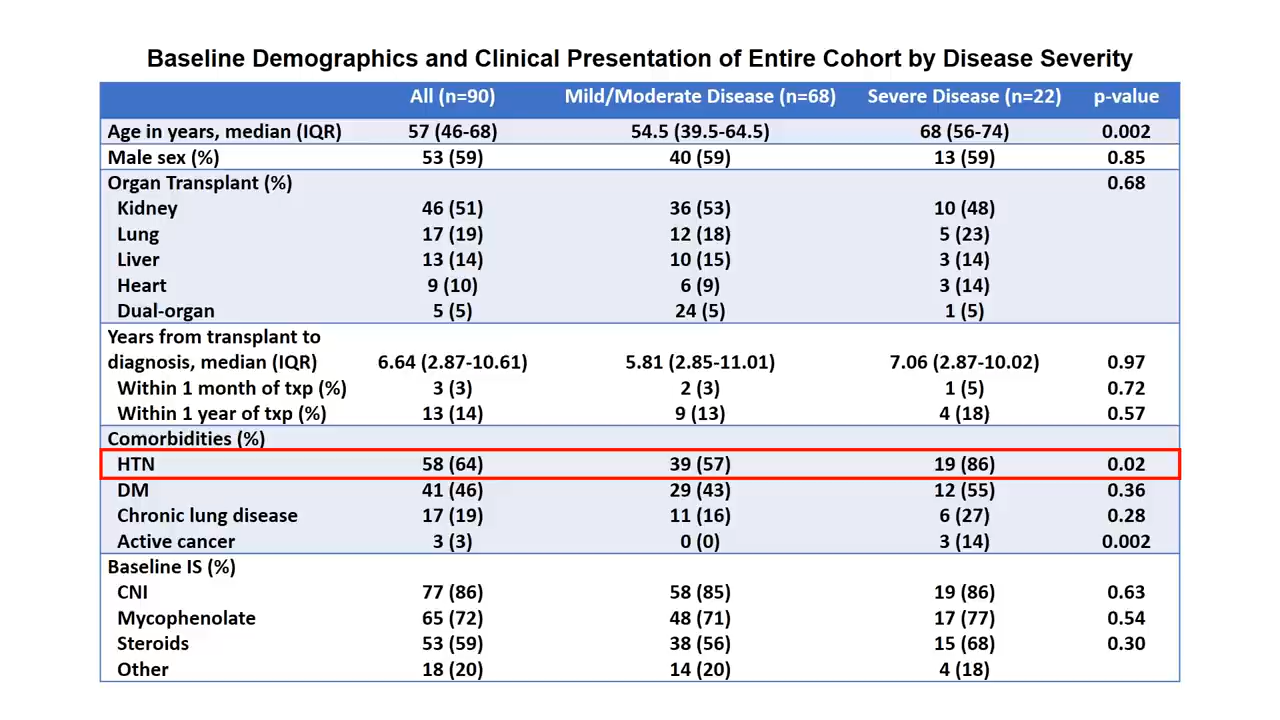 Baseline Demographics and Clinical Presentation of Entire Cohort by Disease Severity
All (n=90) Mild/Moderate Disease (n=68) Severe Disease (n=22) p-value
Age in years, median (IQR) 57 (46-68) 54.5 (39.5-64.5) 68 (56-74) 0.002
Male sex (%) 53 (59) 40 (59) 13 (59) 0.85
Organ Transplant (%) 0.68
Kidney 46 (51) 36 (53) 10 (48)
Lung 17 (19) 12 (18) 5 (23)
Liver 13 (14) 10 (15) 3 (14)
Heart 9 (10) 6 (9) 3 (14)
Dual-organ 5 (5) 24 (5) 1 (5)
Years from transplant to
diagnosis, median (IQR) 6.64 (2.87-10.61) 5.81 (2.85-11.01) 7.06 (2.87-10.02) 0.97
Within 1 month of txp (%) 3 (3) 2 (3) 1 (5) 0.72
Within 1 year of txp (%) 13 (14) 9 (13) 4 (18) 0.57
Comorbidities (%)
HTN 58 (64) 39 (57) 19 (86) 0.02
DM 41 (46) 29 (43) 12 (55) 0.36
Chronic lung disease 17 (19) 11 (16) 6 (27) 0.28
Active cancer 3 (3) 0 (0) 3 (14) 0.002
Baseline IS (%)
CNI 77 (86) 58 (85) 19 (86) 0.63
Mycophenolate 65 (72) 48 (71) 17 (77) 0.54
Steroids 53 (59) 38 (56) 15 (68) 0.30
Other 18 (20) 14 (20) 4 (18)